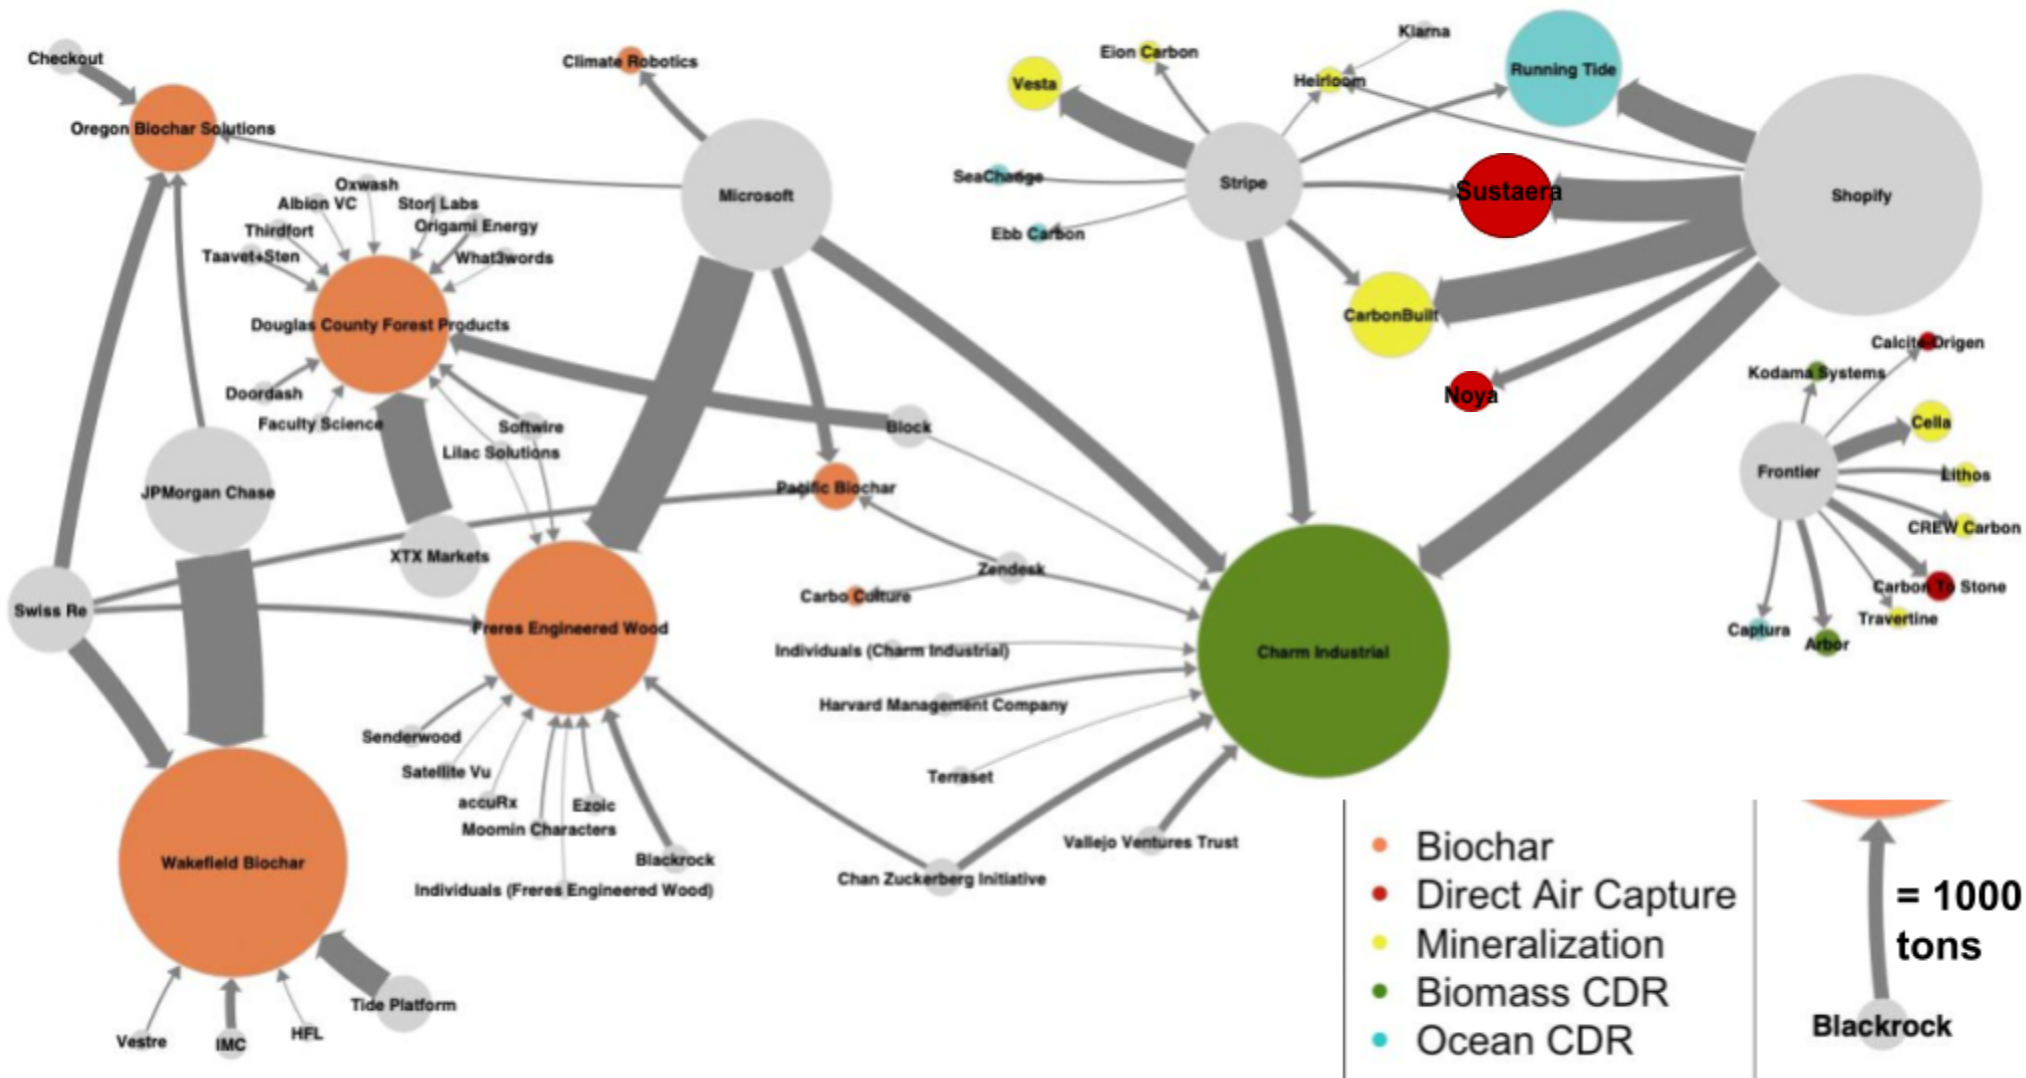 Checkout
Oregon Biochar Solutions
Climate Robotics
Microsoft
Oxwash
Albion VC
Storj Labs
Thirdfort
Origami Energy
Taavet+Sten
What3words
Douglas County Forest Products
Doordash
Faculty Science
Softwire
Lilac Solutions
Block
JPMorgan Chase
XTX Markets
Pacific Biochar
Swiss Re
Freres Engineered Wood
Zendesk
Carbo Culture
Individuals (Charm Industrial)
Harvard Management Company
Terraset
Vallejo Ventures Trust
Chan Zuckerberg Initiative
Senderwood
Satellite Vu
accuRx
Moomin Characters
Ezoic
Blackrock
Individuals (Freres Engineered Wood)
Wakefield Biochar
Tide Platform
Vestre
IMC
HFL
Klarna
Eion Carbon
Vesta
Heirloom
Running Tide
SeaChange
Stripe
Sustaera
Shopify
Ebb Carbon
CarbonBuilt
Noya
Charm Industrial
Calcite-Origen
Kodama Systems
Cella
Frontier
Lithos
CREW Carbon
Carbon To Stone
Travertine
Captura
Arbor
Biochar
Direct Air Capture
Mineralization
Biomass CDR
Ocean CDR
= 1000
tons
Blackrock